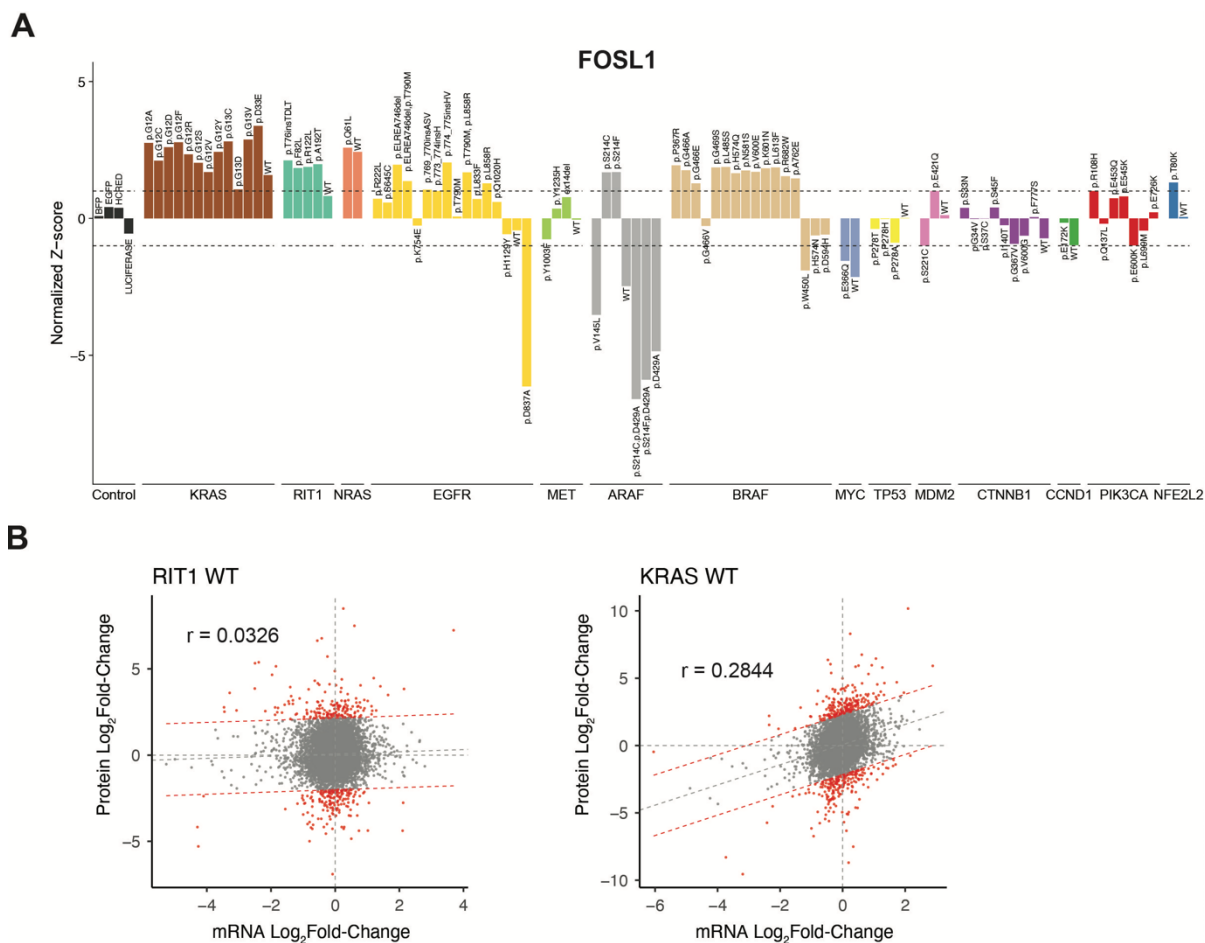 A
FOSL1
Normalized Z-score
5
0
−5
BFP
EGFP
HCRED
LUCIFERASE
p.G12A
p.G12C
p.G12D
p.G12F
p.G12R
p.G12S
p.G12V
p.G12Y
p.G13C
p.G13D
p.G13V
p.D33E
WT
p.T76insTDLT
p.F82L
p.R122L
p.A192T
WT
p.Q61L
WT
p.R222L
p.S645C
p.ELREA746del
p.ELREA746del,p.T790M
p.K754E
p.769_770insASV
p.773_774insH
p.774_775insHV
p.T790M
p.T790M, p.L858R
p.L833F
p.L858R
p.Q1020H
p.H1129Y
WT
p.D837A
p.Y1003F
p.Y1235H
ex14del
WT
p.V145L
p.S214C
p.S214F
WT
p.S214C,p.D429A
p.S214F,p.D429A
p.D429A
p.P367R
p.G466A
p.G466E
p.G466V
p.G469S
p.L485S
p.H574Q
p.N581S
p.V600E
p.K601N
p.L613F
p.R682W
p.A762E
p.W450L
p.H574N
p.D594H
p.E366Q
WT
p.P278T
p.P278H
p.P278A
WT
p.S221C
p.E421Q
WT
p.S33N
p.G34V
p.S37C
p.S45F
p.I140T
p.G367V
p.V600G
p.F777S
WT
p.E172K
WT
p.R108H
p.Q437L
p.E453Q
p.E545K
p.E600K
p.L699M
p.E726K
p.T80K
WT
Control KRAS RIT1 NRAS EGFR MET ARAF BRAF MYC TP53 MDM2 CTNNB1 CCND1 PIK3CA NFE2L2
B
RIT1 WT
r = 0.0326
Protein Log2Fold-Change
5
0
−5
−4 −2 0 2 4
mRNA Log2Fold-Change
KRAS WT
r = 0.2844
Protein Log2Fold-Change
10
5
0
−5
−10
−6 −4 −2 0 2
mRNA Log2Fold-Change